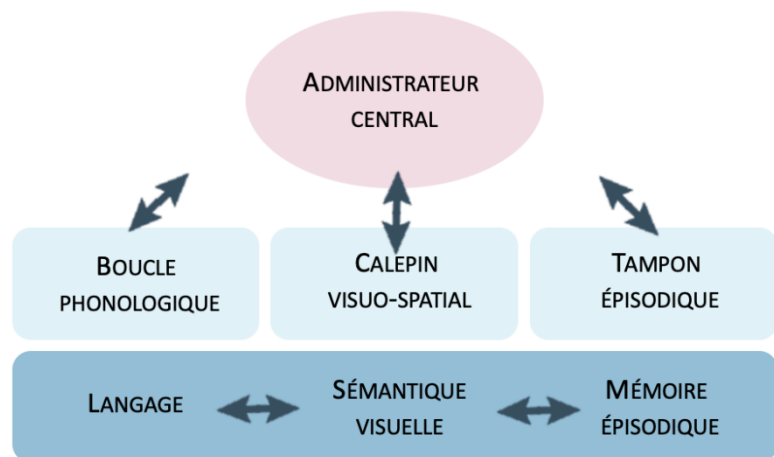 ADMINISTRATEUR
CENTRAL
BOUCLE
PHONOLOGIQUE
CALEPIN
VISUO-SPATIAL
TAMPON
ÉPISODIQUE
LANGAGE
SÉMANTIQUE
VISUELLE
MÉMOIRE
ÉPISODIQUE